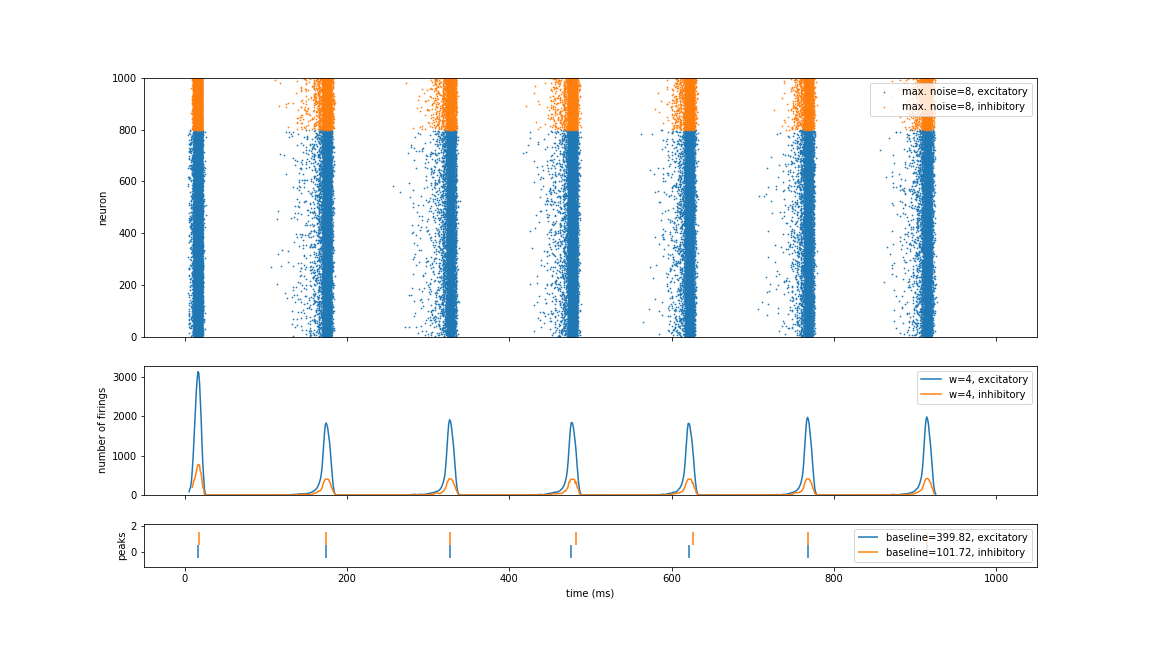 1000
800
600
400
200
0
neuron
max. noise=8, excitatory
max. noise=8, inhibitory
3000
2000
1000
0
number of firings
w=4, excitatory
w=4, inhibitory
2
0
peaks
baseline=399.82, excitatory
baseline=101.72, inhibitory
0 200 400 600 800 1000
time (ms)